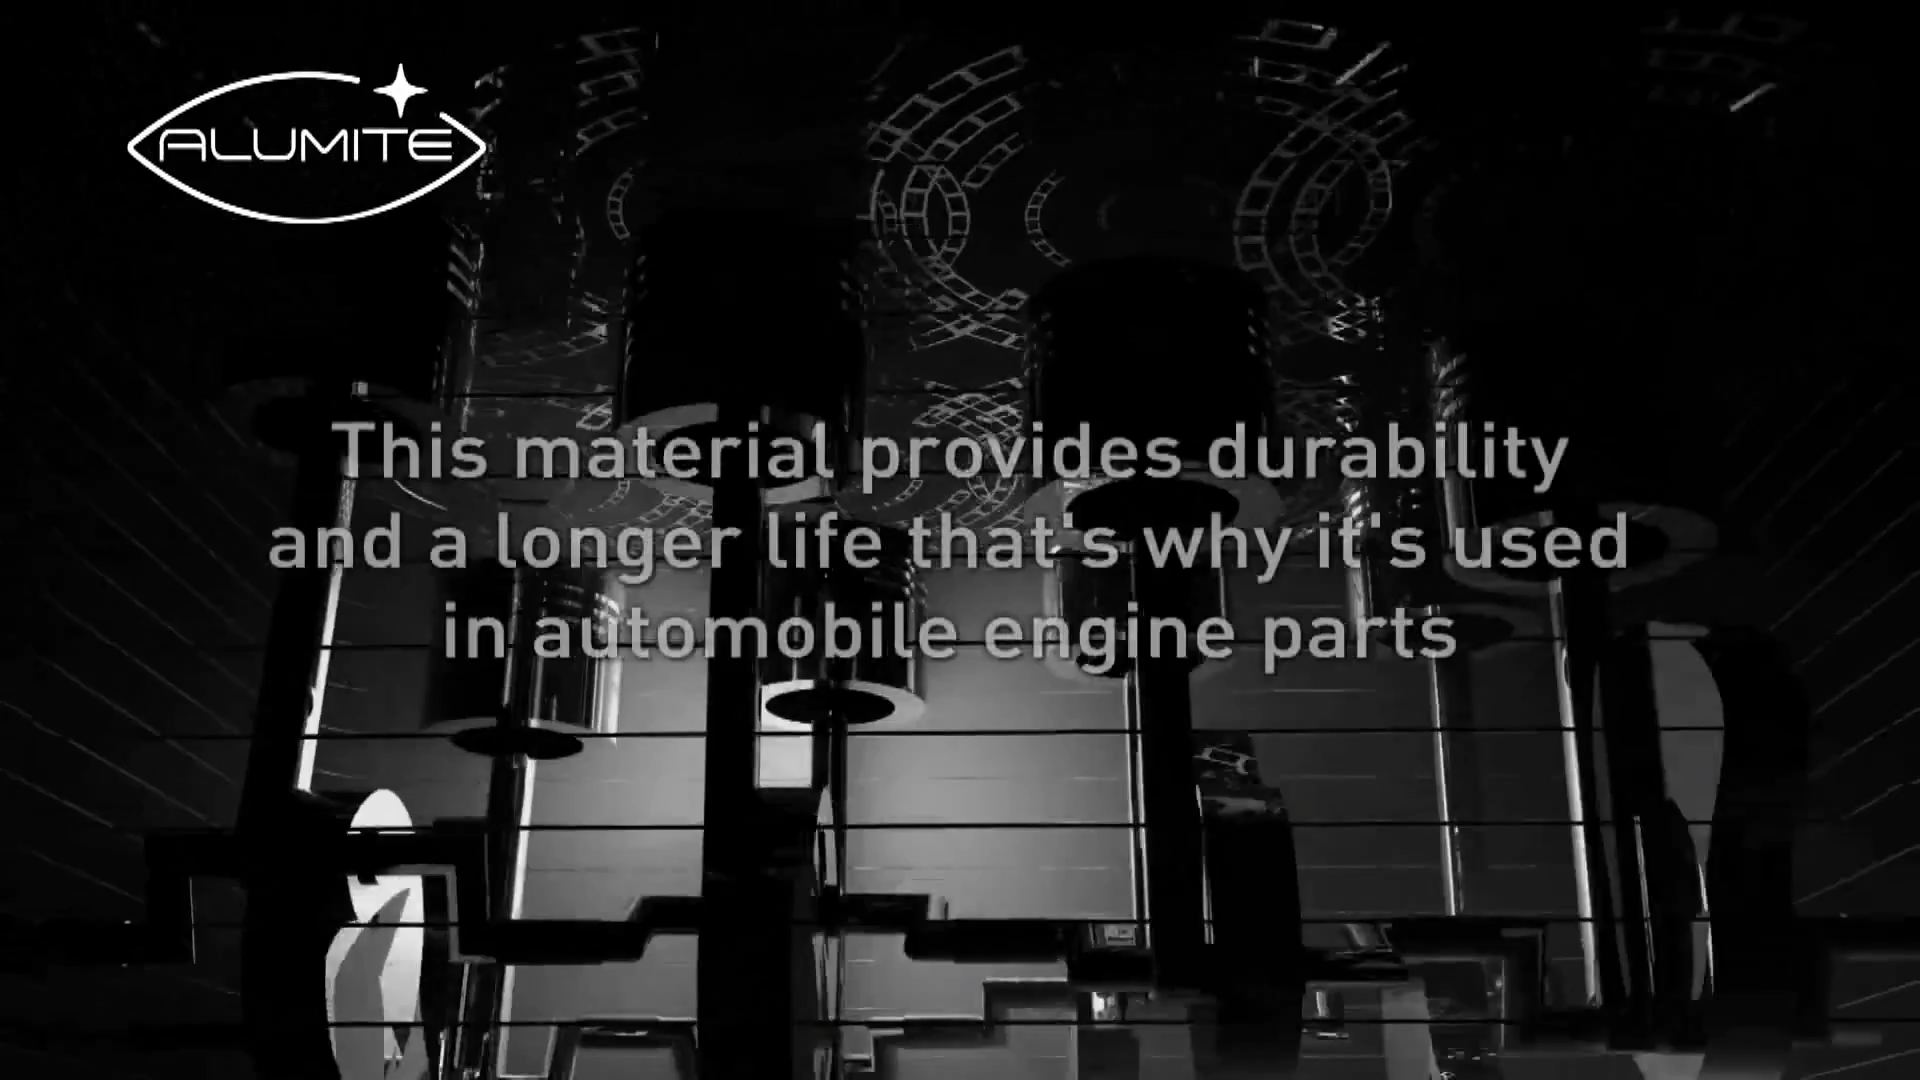 ALUMITE
This material provides durability
and a longer life that's why it's used
in automobile engine parts